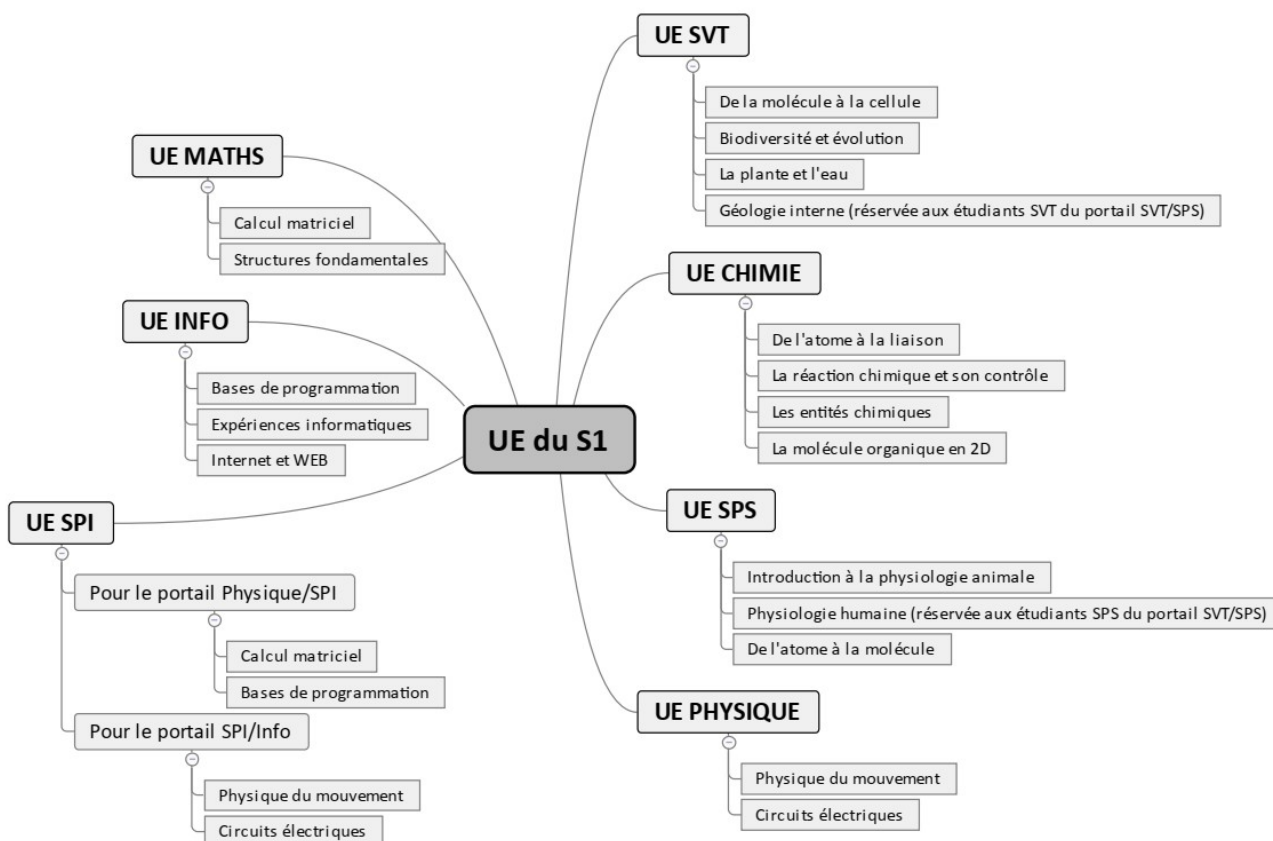 UE du S1
UE MATHS
Calcul matriciel
Structures fondamentales
UE INFO
Bases de programmation
Expériences informatiques
Internet et WEB
UE SPI
Pour le portail Physique/SPI
Calcul matriciel
Bases de programmation
Pour le portail SPI/Info
Physique du mouvement
Circuits électriques
UE SVT
De la molécule à la cellule
Biodiversité et évolution
La plante et l'eau
Géologie interne (réservée aux étudiants SVT du portail SVT/SPS)
UE CHIMIE
De l'atome à la liaison
La réaction chimique et son contrôle
Les entités chimiques
La molécule organique en 2D
UE SPS
Introduction à la physiologie animale
Physiologie humaine (réservée aux étudiants SPS du portail SVT/SPS)
De l'atome à la molécule
UE PHYSIQUE
Physique du mouvement
Circuits électriques